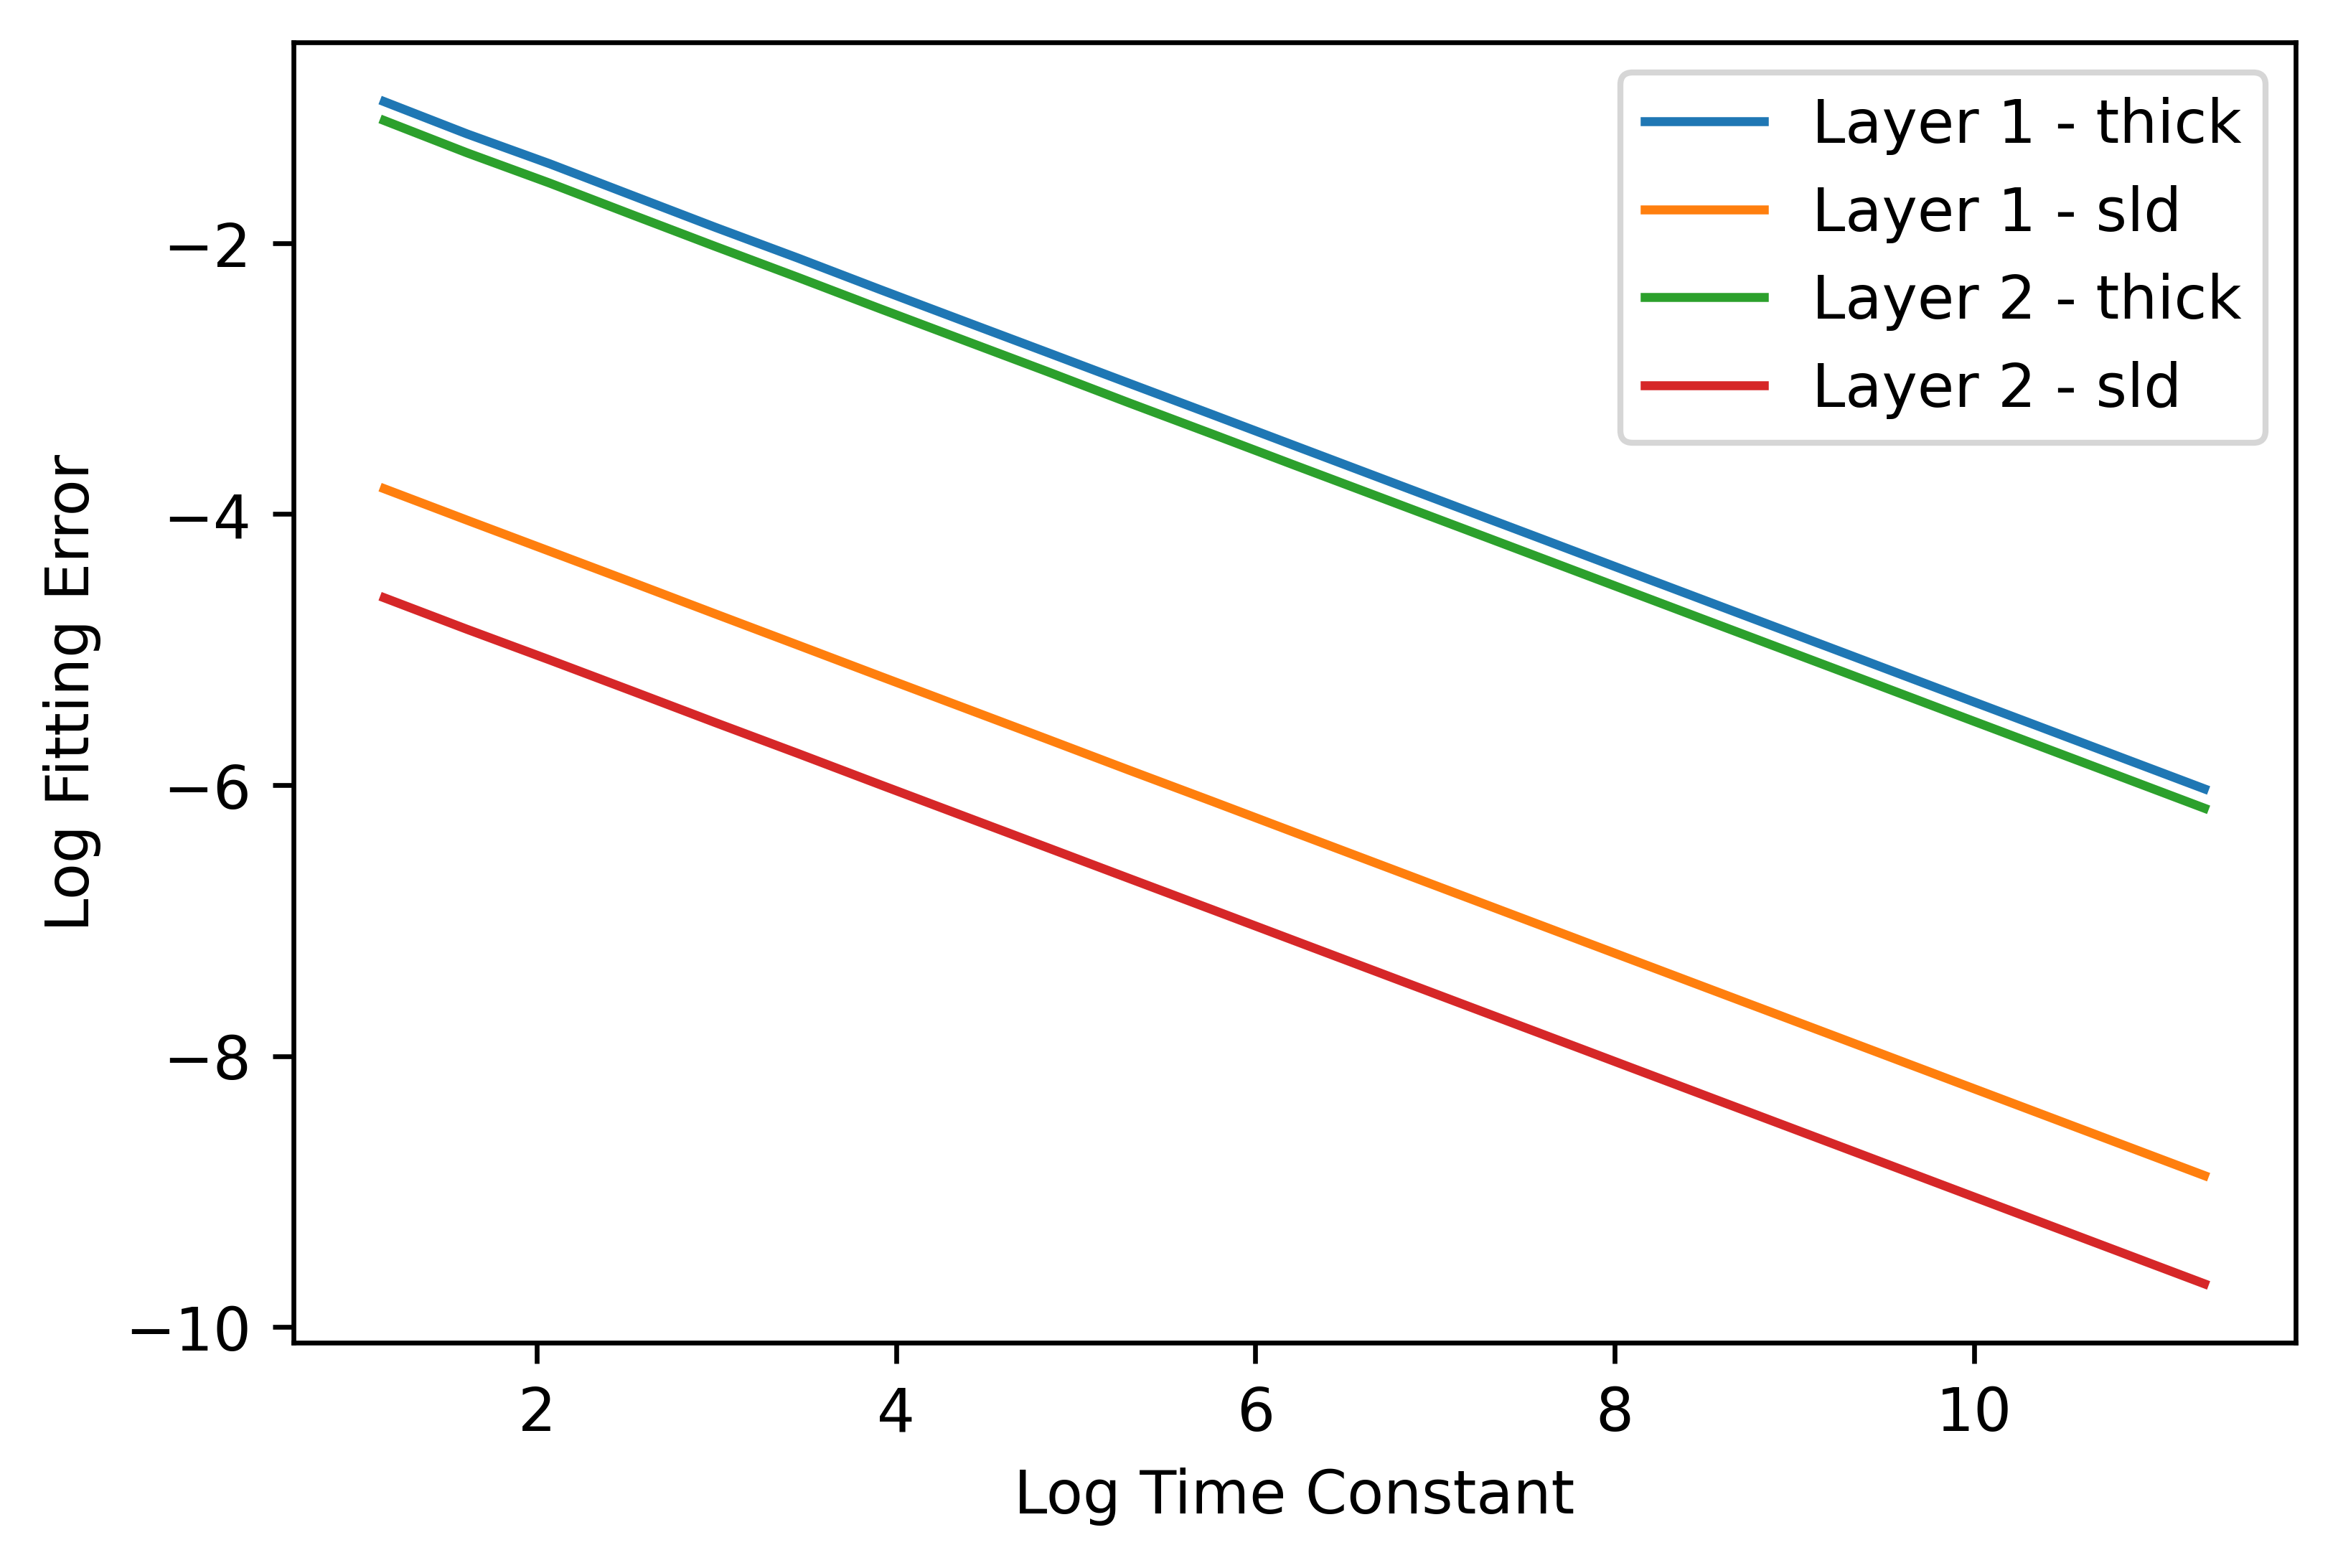 Layer 1 - thick
Layer 1 - sld
Layer 2 - thick
Layer 2 - sld
−2
−4
−6
−8
−10
Log Fitting Error
2 4 6 8 10
Log Time Constant